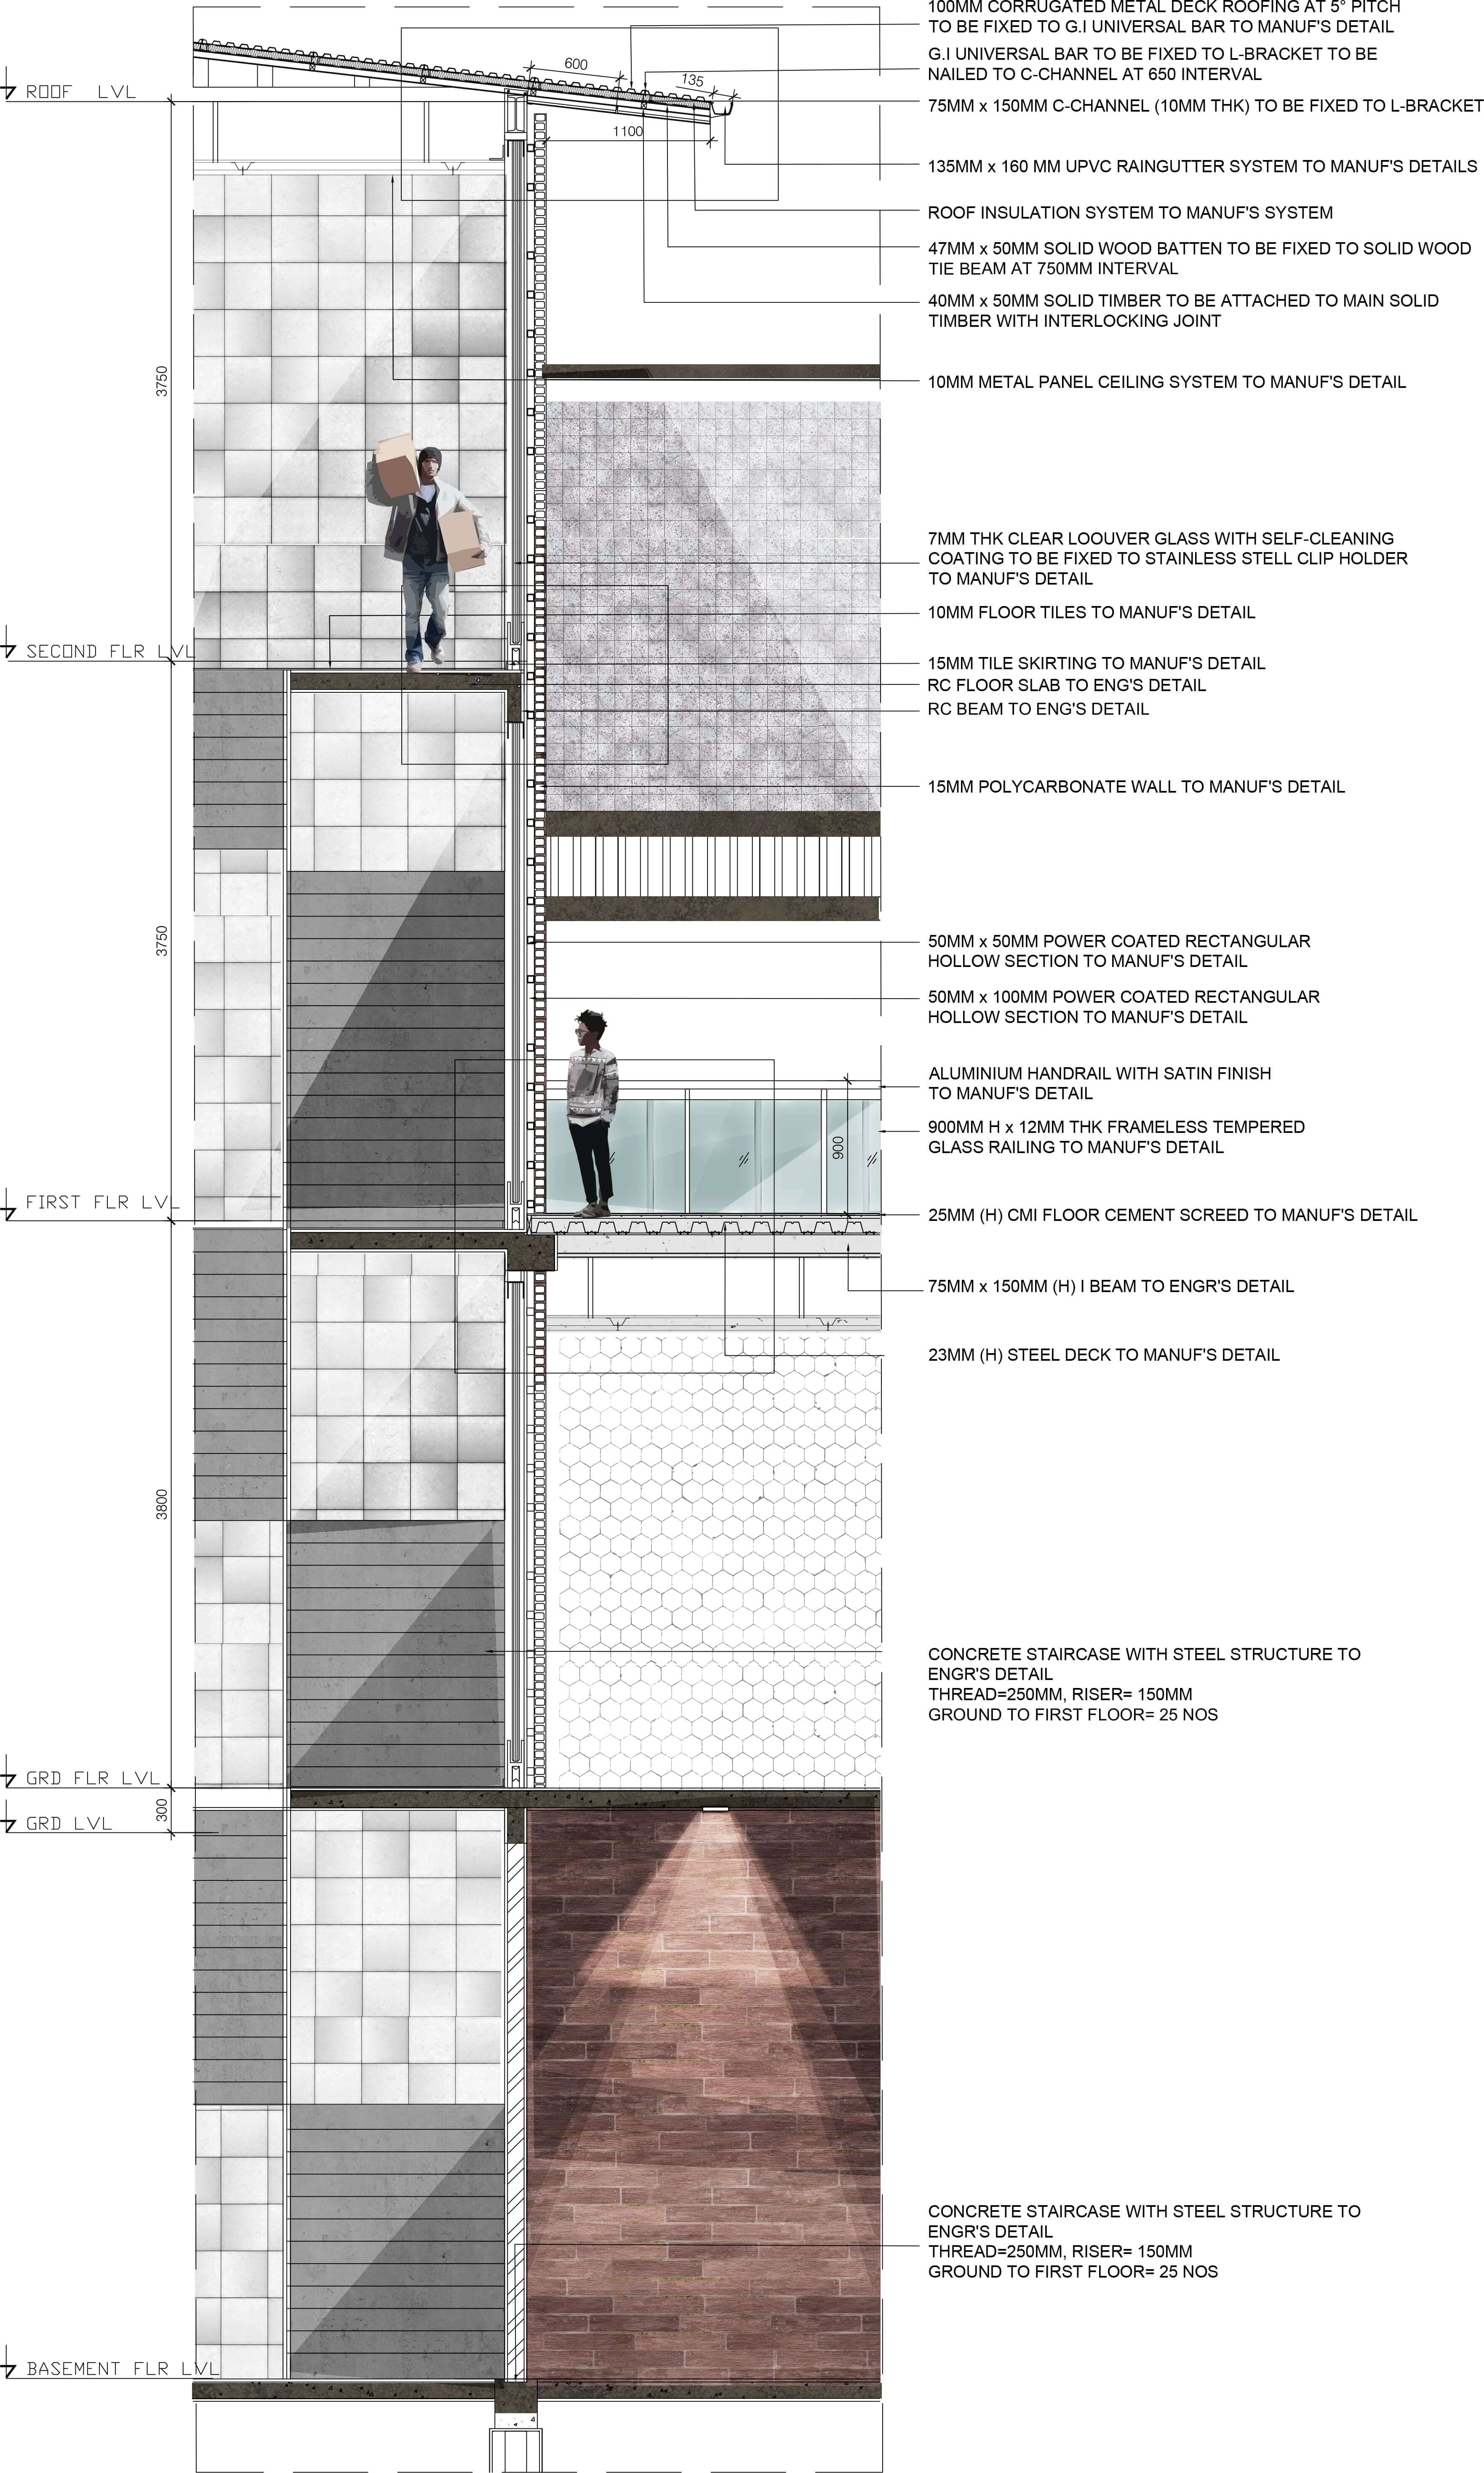 100MM CORRUGATED METAL DECK ROOFING AT 5° PITCH
TO BE FIXED TO G.I UNIVERSAL BAR TO MANUF'S DETAIL
G.I UNIVERSAL BAR TO BE FIXED TO L-BRACKET TO BE
NAILED TO C-CHANNEL AT 650 INTERVAL
600
135
ROOF LVL
75MM x 150MM C-CHANNEL (10MM THK) TO BE FIXED TO L-BRACKET
1100
135MM x 160 MM UPVC RAINGUTTER SYSTEM TO MANUF'S DETAILS
ROOF INSULATION SYSTEM TO MANUF'S SYSTEM
47MM x 50MM SOLID WOOD BATTEN TO BE FIXED TO SOLID WOOD
TIE BEAM AT 750MM INTERVAL
40MM x 50MM SOLID TIMBER TO BE ATTACHED TO MAIN SOLID
TIMBER WITH INTERLOCKING JOINT
3750
10MM METAL PANEL CEILING SYSTEM TO MANUF'S DETAIL
7MM THK CLEAR LOOUVER GLASS WITH SELF-CLEANING
COATING TO BE FIXED TO STAINLESS STELL CLIP HOLDER
TO MANUF'S DETAIL
10MM FLOOR TILES TO MANUF'S DETAIL
SECOND FLR LVL
15MM TILE SKIRTING TO MANUF'S DETAIL
RC FLOOR SLAB TO ENG'S DETAIL
RC BEAM TO ENG'S DETAIL
15MM POLYCARBONATE WALL TO MANUF'S DETAIL
3750
50MM x 50MM POWER COATED RECTANGULAR
HOLLOW SECTION TO MANUF'S DETAIL
50MM x 100MM POWER COATED RECTANGULAR
HOLLOW SECTION TO MANUF'S DETAIL
ALUMINIUM HANDRAIL WITH SATIN FINISH
TO MANUF'S DETAIL
900MM H x 12MM THK FRAMELESS TEMPERED
GLASS RAILING TO MANUF'S DETAIL
900
FIRST FLR LVL
25MM (H) CMI FLOOR CEMENT SCREED TO MANUF'S DETAIL
75MM x 150MM (H) I BEAM TO ENGR'S DETAIL
23MM (H) STEEL DECK TO MANUF'S DETAIL
3800
CONCRETE STAIRCASE WITH STEEL STRUCTURE TO
ENGR'S DETAIL
THREAD=250MM, RISER= 150MM
GROUND TO FIRST FLOOR= 25 NOS
GRD FLR LVL
300
GRD LVL
CONCRETE STAIRCASE WITH STEEL STRUCTURE TO
ENGR'S DETAIL
THREAD=250MM, RISER= 150MM
GROUND TO FIRST FLOOR= 25 NOS
BASEMENT FLR LVL